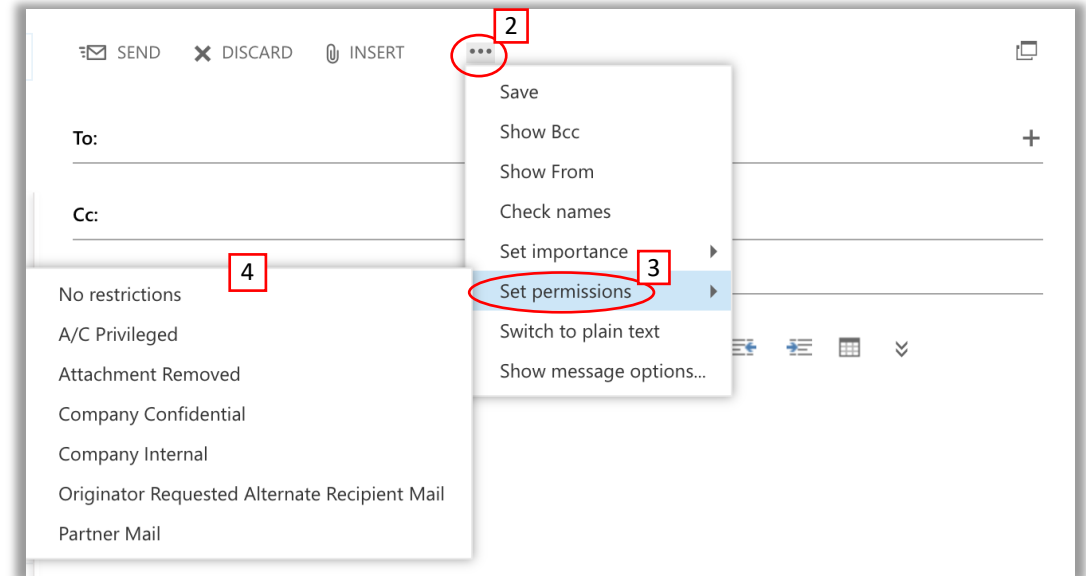 2
SEND DISCARD INSERT •••
Save
To:
Show Bcc
Show From
Cc:
Check names
Set importance
3
Set permissions
Switch to plain text
Show message options...
4
No restrictions
A/C Privileged
Attachment Removed
Company Confidential
Company Internal
Originator Requested Alternate Recipient Mail
Partner Mail